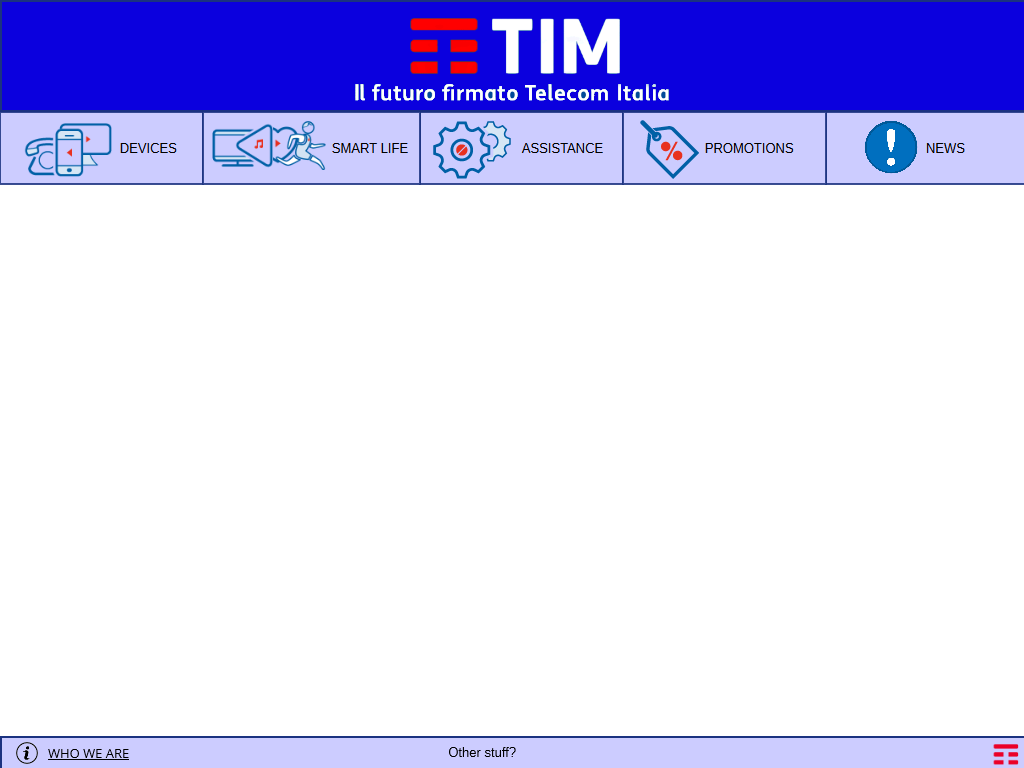 TIM
Il futuro firmato Telecom Italia
DEVICES
SMART LIFE
ASSISTANCE
PROMOTIONS
NEWS
WHO WE ARE
Other stuff?